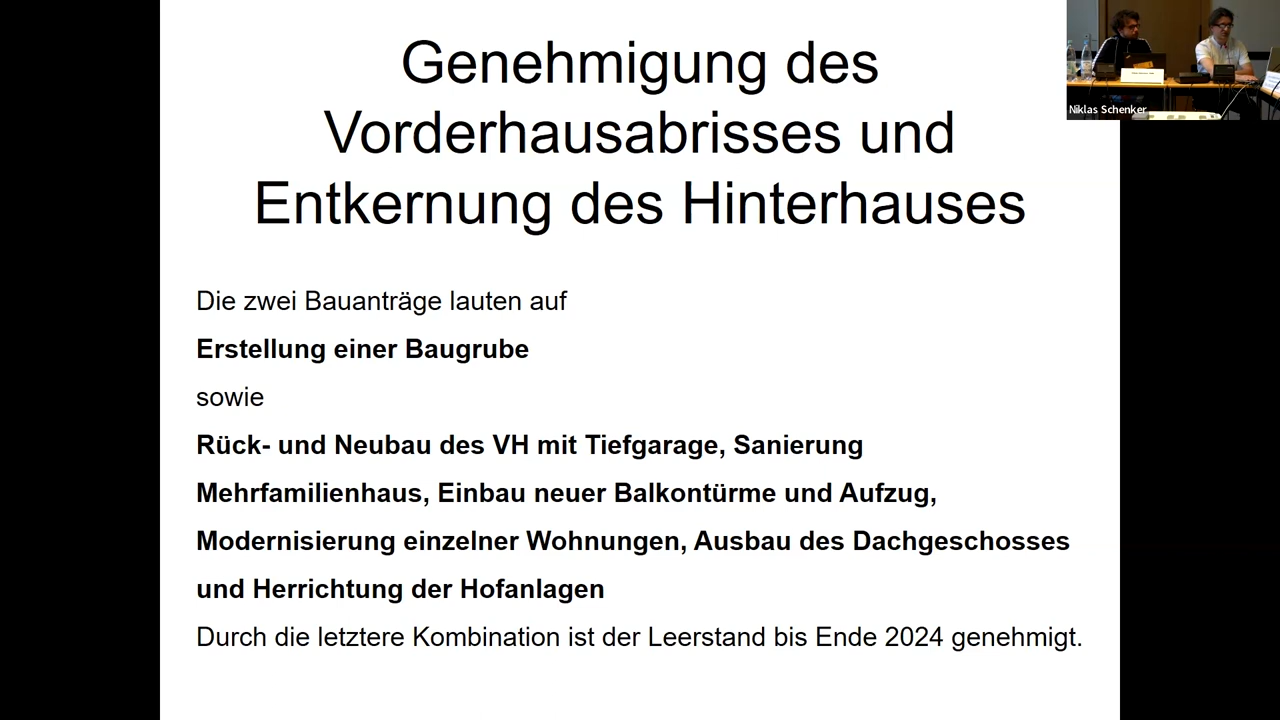 Genehmigung des
Vorderhausabrisses und
Entkernung des Hinterhauses
Niklas Schenker
Die zwei Bauanträge lauten auf
Erstellung einer Baugrube
sowie
Rück- und Neubau des VH mit Tiefgarage, Sanierung
Mehrfamilienhaus, Einbau neuer Balkontürme und Aufzug,
Modernisierung einzelner Wohnungen, Ausbau des Dachgeschosses
und Herrichtung der Hofanlagen
Durch die letztere Kombination ist der Leerstand bis Ende 2024 genehmigt.